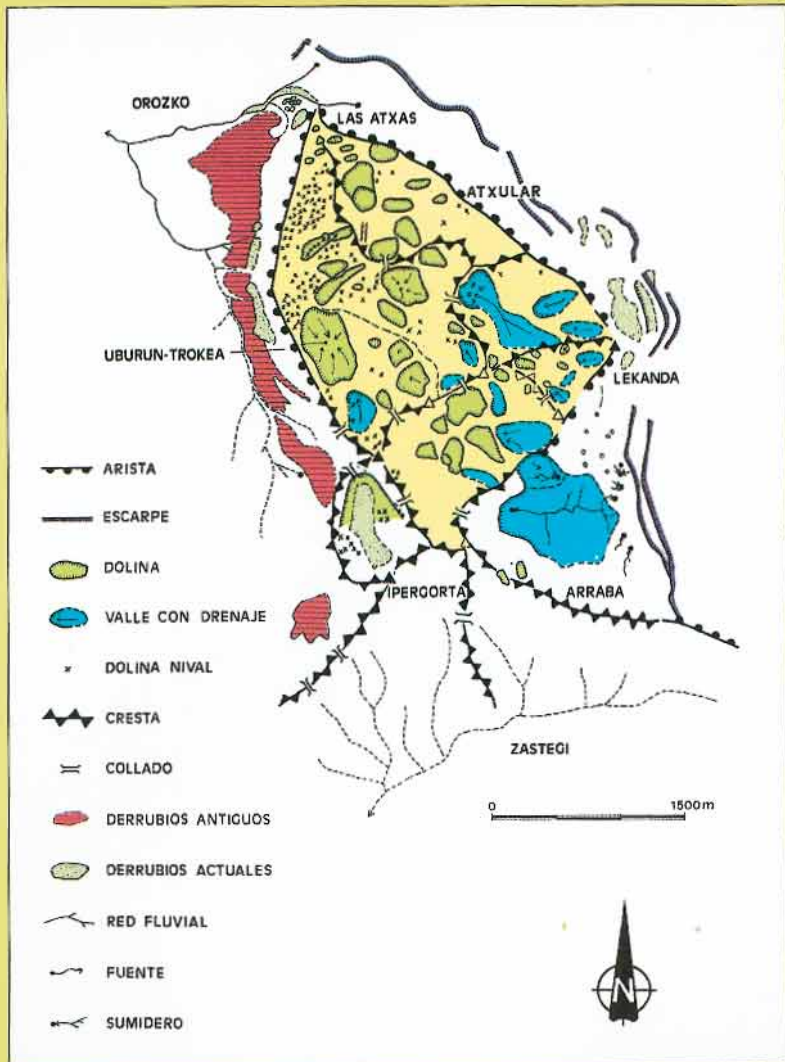 OROZKO
LAS ATXAS
ATXULAR
UBURUN-TROKEA
LEKANDA
ARISTA
ESCARPE
DOLINA
IPERGORTA
ARRABA
VALLE CON DRENAJE
DOLINA NIVAL
CRESTA
ZASTEGI
COLLADO
0 1500m
DERRUBIOS ANTIGUOS
DERRUBIOS ACTUALES
RED FLUVIAL
FUENTE
N
SUMIDERO